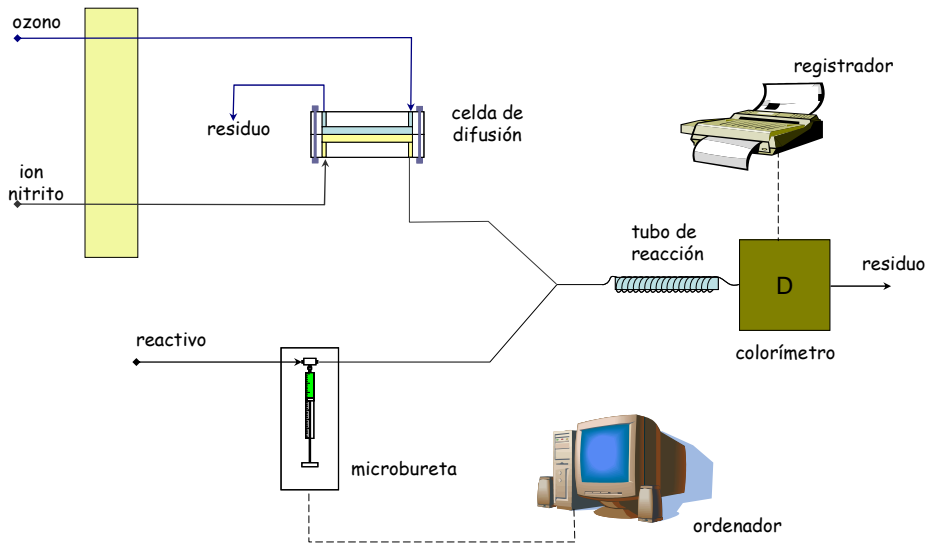 ozono
registrador
celda de
difusión
residuo
ion
nitrito
tubo de
reacción
residuo
D
reactivo
colorímetro
microbureta
ordenador